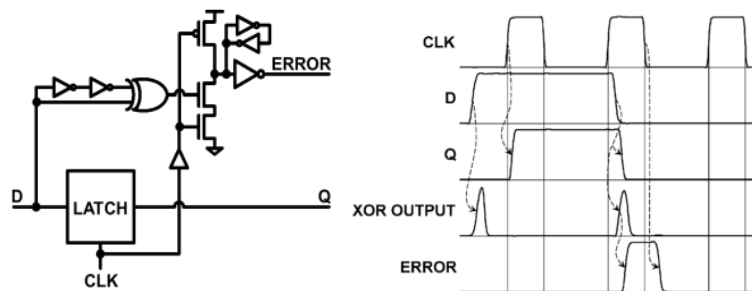 ERROR
D
LATCH
Q
CLK
CLK
D
Q
XOR OUTPUT
ERROR